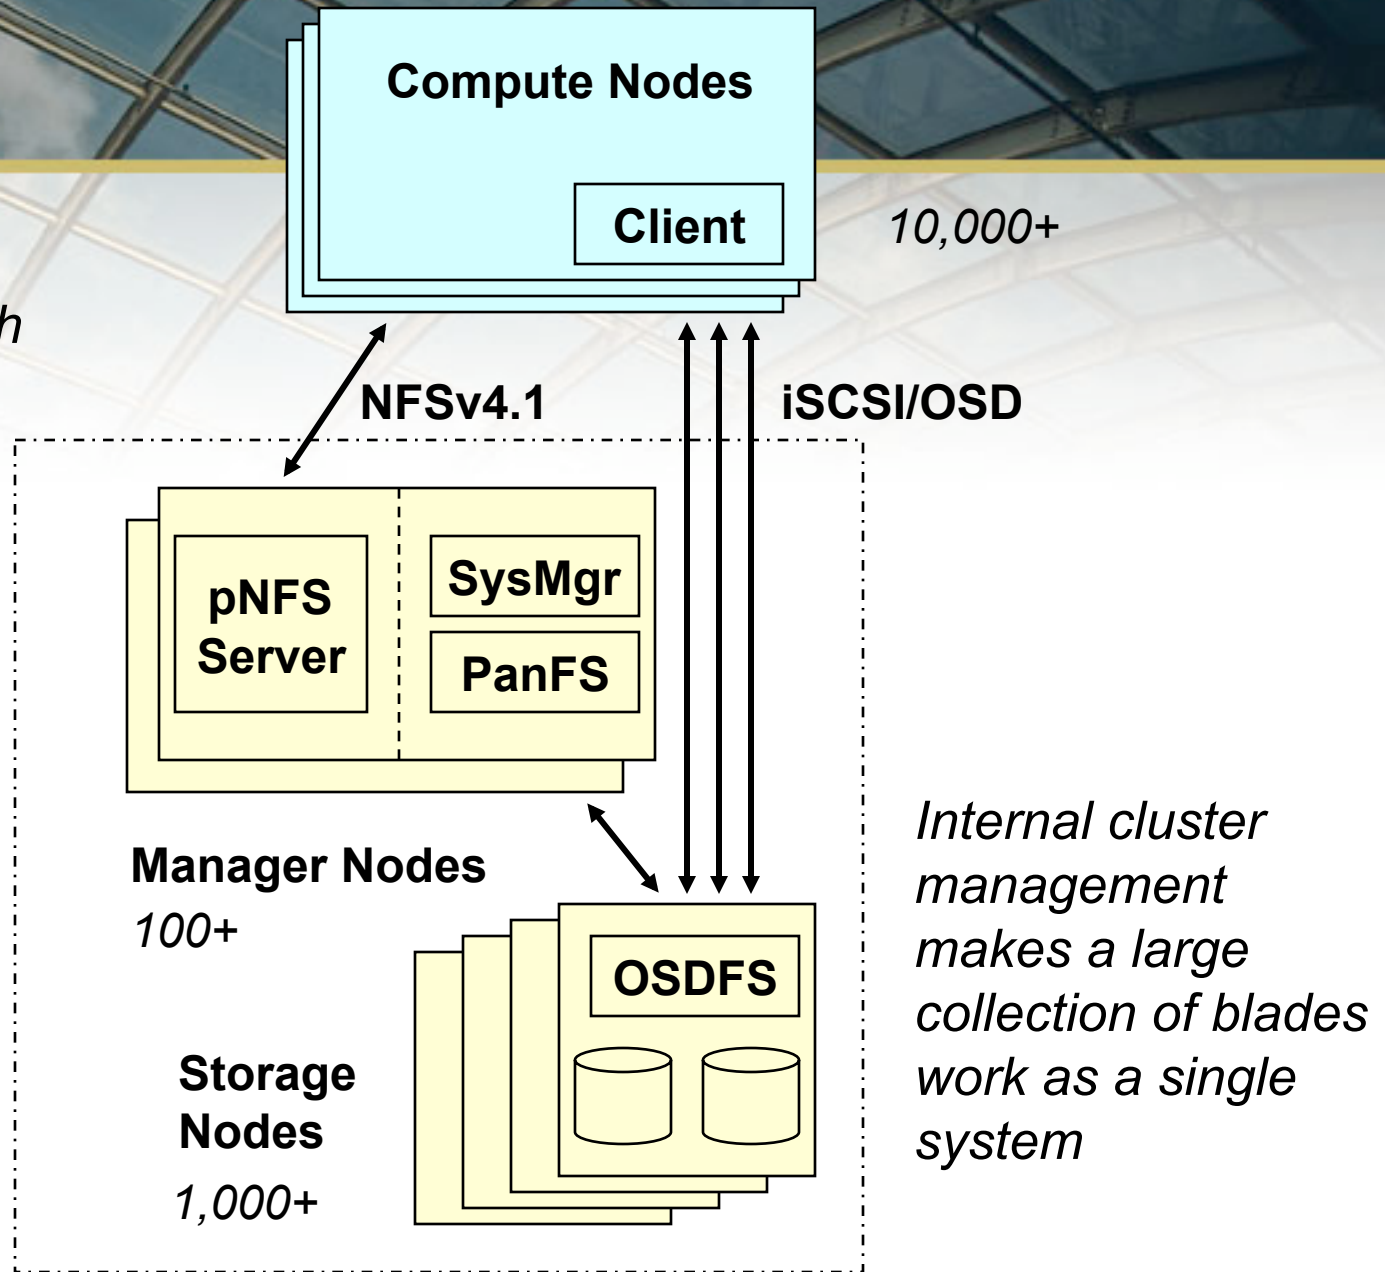 Compute Nodes
Client
10,000+
NFSv4.1
iSCSI/OSD
pNFS
Server
SysMgr
PanFS
Manager Nodes
100+
OSDFS
Storage
Nodes
1,000+
Internal cluster
management
makes a large
collection of blades
work as a single
system